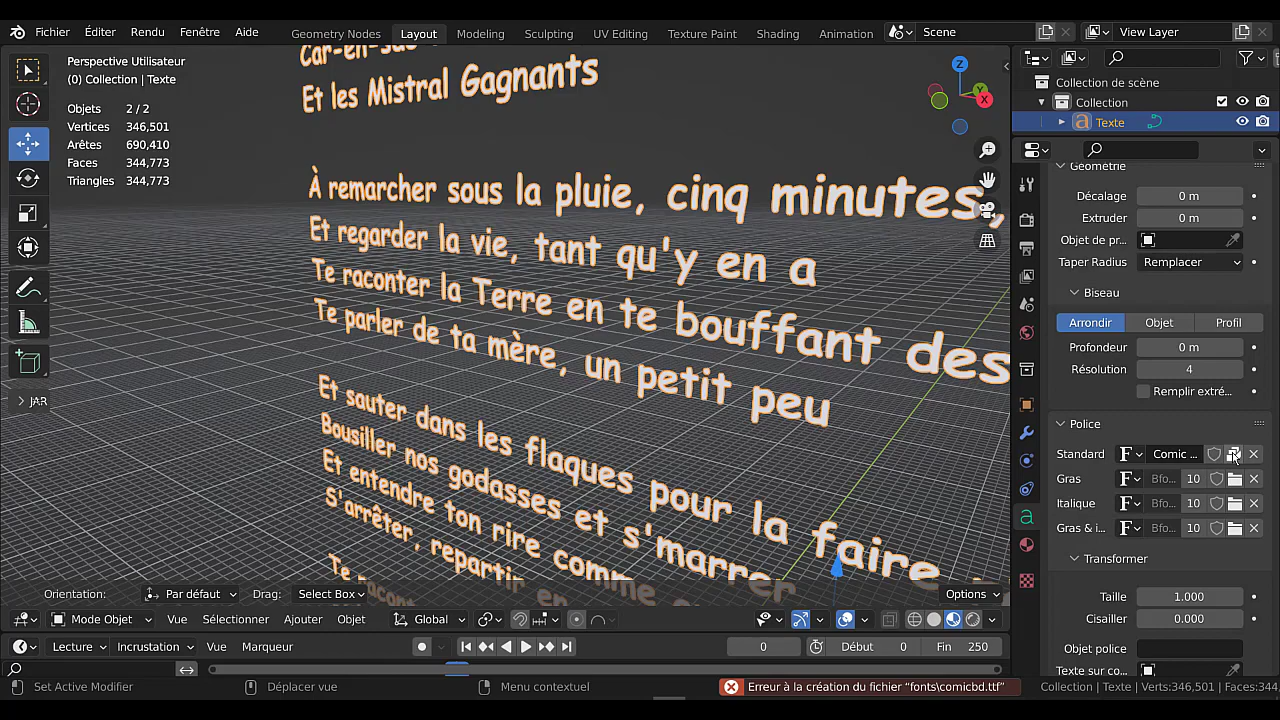 Fichier Éditer Rendu Fenêtre Aide Geometry Nodes Layout Modeling Sculpting UV Editing Texture Paint Shading Animation Scene View Layer
Perspective Utilisateur
(0) Collection | Texte
Objets 2 / 2
Vertices 346,501
Arêtes 690,410
Faces 344,773
Triangles 344,773
Et les Mistral Gagnants
À remarcher sous la pluie, cinq minutes,
Et regarder la vie, tant qu'y en a
Te raconter la Terre en te bouffant des
Te parler de ta mère, un petit peu
Et sauter dans les flaques pour la faire
Bousiller nos godasses et s'marrer
Et entendre ton rire comme
S'arrêter, repartir en
Te
Z
Y
X
JAR
Collection de scène
Collection
Texte
Géométrie
Décalage 0 m
Extruder 0 m
Objet de pr...
Taper Radius Remplacer
Biseau
Arrondir Objet Profil
Profondeur 0 m
Résolution 4
Remplir extré...
Police
Standard F Comic ...
Gras F Bfo... 10
Italique F Bfo... 10
Gras & i... F Bfo... 10
Transformer
Taille 1.000
Cisailler 0.000
Objet police
Texte sur co...
Orientation: Par défaut Drag: Select Box Options
Mode Objet Vue Sélectionner Ajouter Objet Global
Lecture Incrustation Vue Marqueur 0 Début 0 Fin 250
Set Active Modifier Déplacer vue Menu contextuel Erreur à la création du fichier "fonts\comicbd.ttf" Collection | Texte | Verts:346,501 | Faces:344,